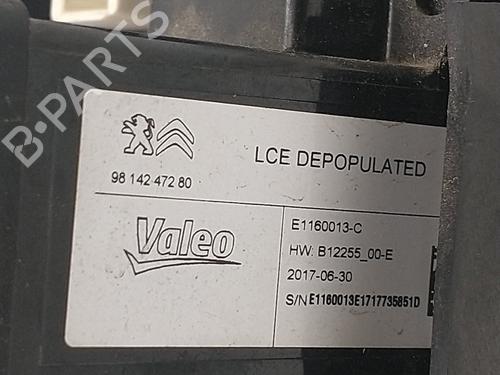 B-PARTS
LCE DEPOPULATED
98 142 472 80
Valeo
E1160013-C
HW: B12255_00-E
2017-06-30
S/N E1160013E1717735851D